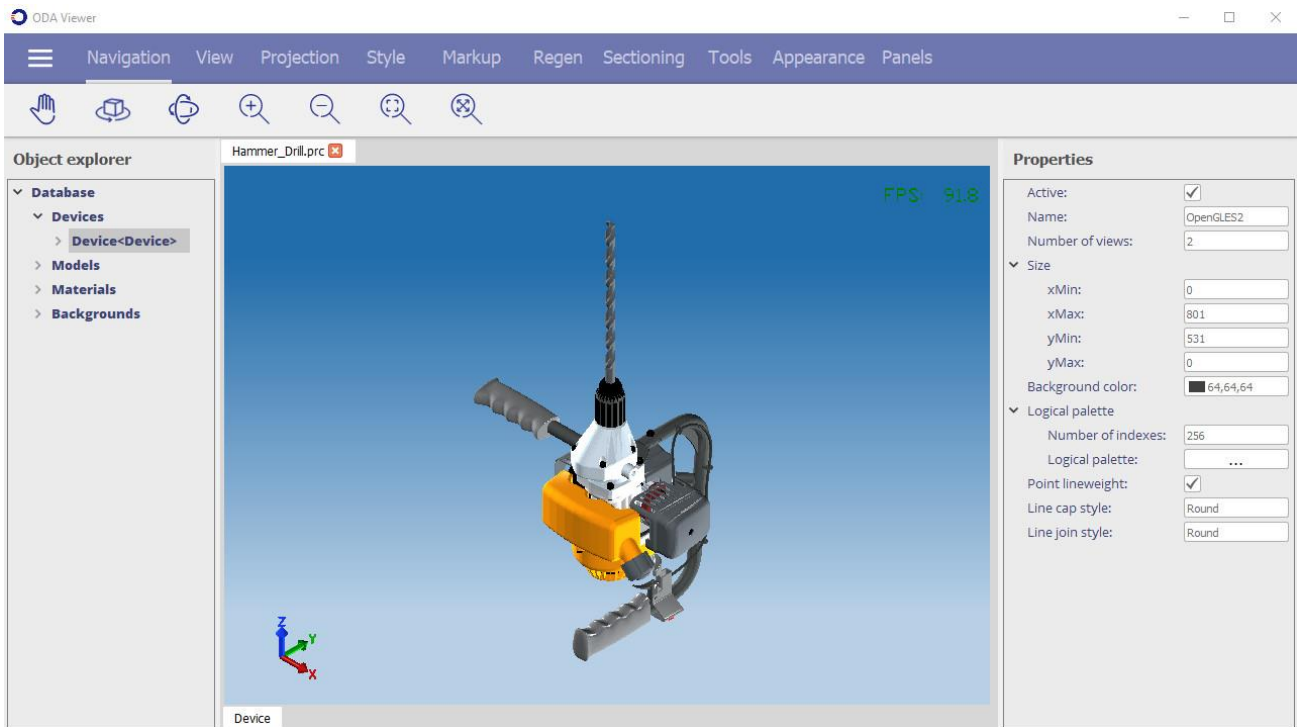 ODA Viewer
Navigation View Projection Style Markup Regen Sectioning Tools Appearance Panels
Object explorer
Database
Devices
Device<Device>
Models
Materials
Backgrounds
Hammer_Drill.prc
FPS: 91.8
Z
Y
X
Device
Properties
Active:
Name: OpenGLES2
Number of views: 2
Size
xMin: 0
xMax: 801
yMin: 531
yMax: 0
Background color: 64,64,64
Logical palette
Number of indexes: 256
Logical palette: ...
Point lineweight:
Line cap style: Round
Line join style: Round